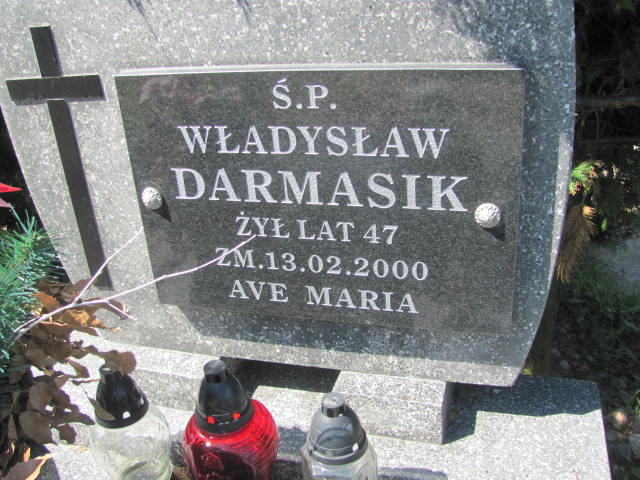 Ś.P.
WŁADYSŁAW
DARMASIK
ŻYŁ LAT 47
ZM.13.02.2000
AVE MARIA